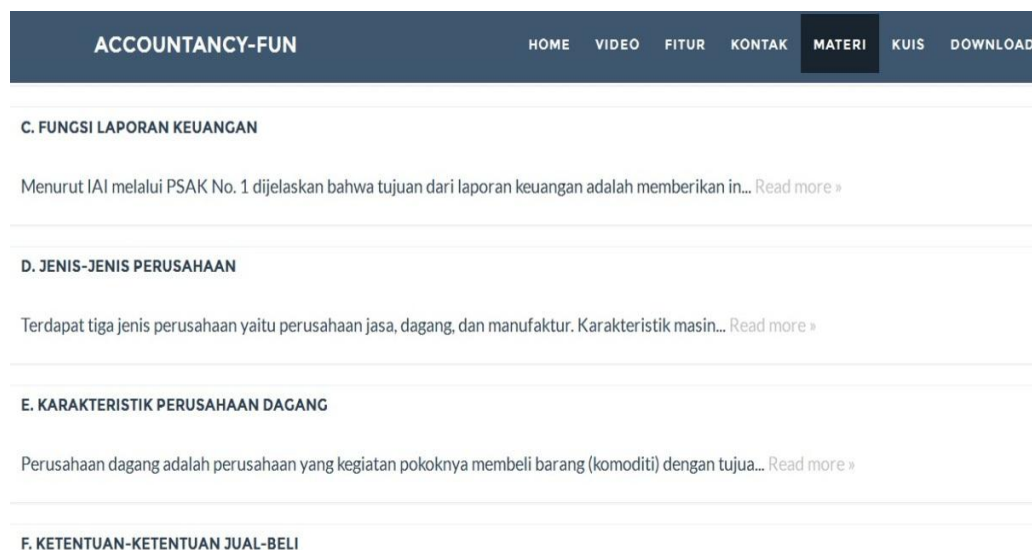 ACCOUNTANCY-FUN HOME VIDEO FITUR KONTAK MATERI KUIS DOWNLOAD
C. FUNGSI LAPORAN KEUANGAN
Menurut IAI melalui PSAK No. 1 dijelaskan bahwa tujuan dari laporan keuangan adalah memberikan in... Read more »
D. JENIS-JENIS PERUSAHAAN
Terdapat tiga jenis perusahaan yaitu perusahaan jasa, dagang, dan manufaktur. Karakteristik masin... Read more »
E. KARAKTERISTIK PERUSAHAAN DAGANG
Perusahaan dagang adalah perusahaan yang kegiatan pokoknya membeli barang (komoditi) dengan tujua... Read more »
F. KETENTUAN-KETENTUAN JUAL-BELI